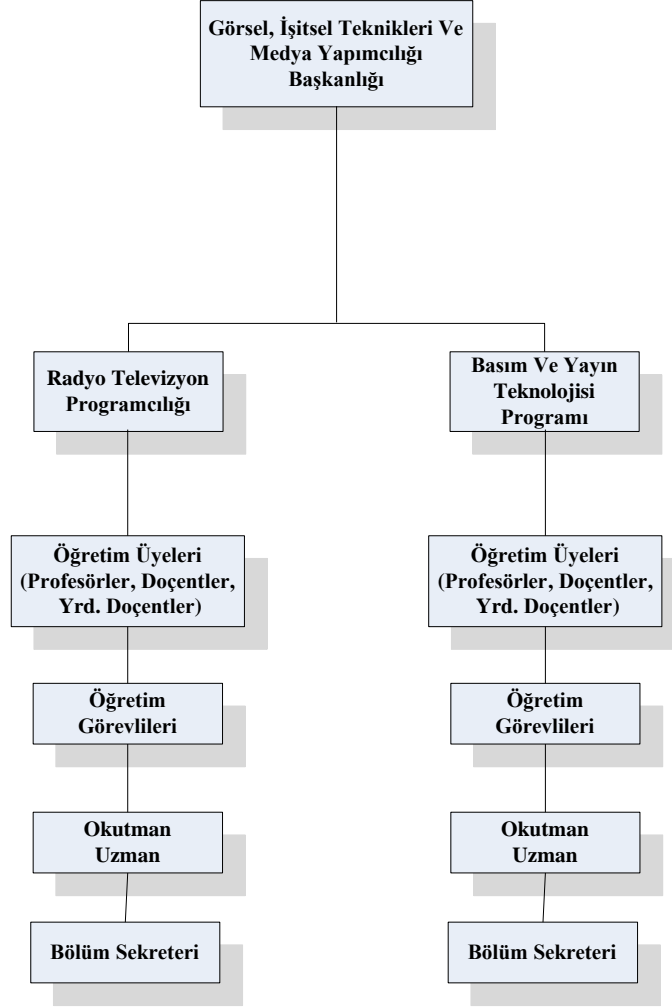 Görsel, İşitsel Teknikleri Ve
Medya Yapımcılığı
Başkanlığı
Radyo Televizyon
Programcılığı
Basım Ve Yayın
Teknolojisi
Programı
Öğretim Üyeleri
(Profesörler, Doçentler,
Yrd. Doçentler)
Öğretim Üyeleri
(Profesörler, Doçentler,
Yrd. Doçentler)
Öğretim
Görevlileri
Öğretim
Görevlileri
Okutman
Uzman
Okutman
Uzman
Bölüm Sekreteri
Bölüm Sekreteri